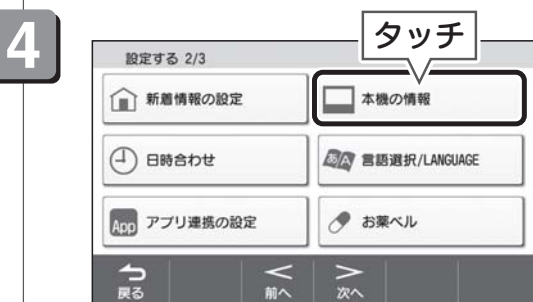 4
タッチ
設定する 2/3
新着情報の設定
本機の情報
日時合わせ
あA 言語選択/LANGUAGE
App アプリ連携の設定
お薬ベル
戻る
前へ
次へ